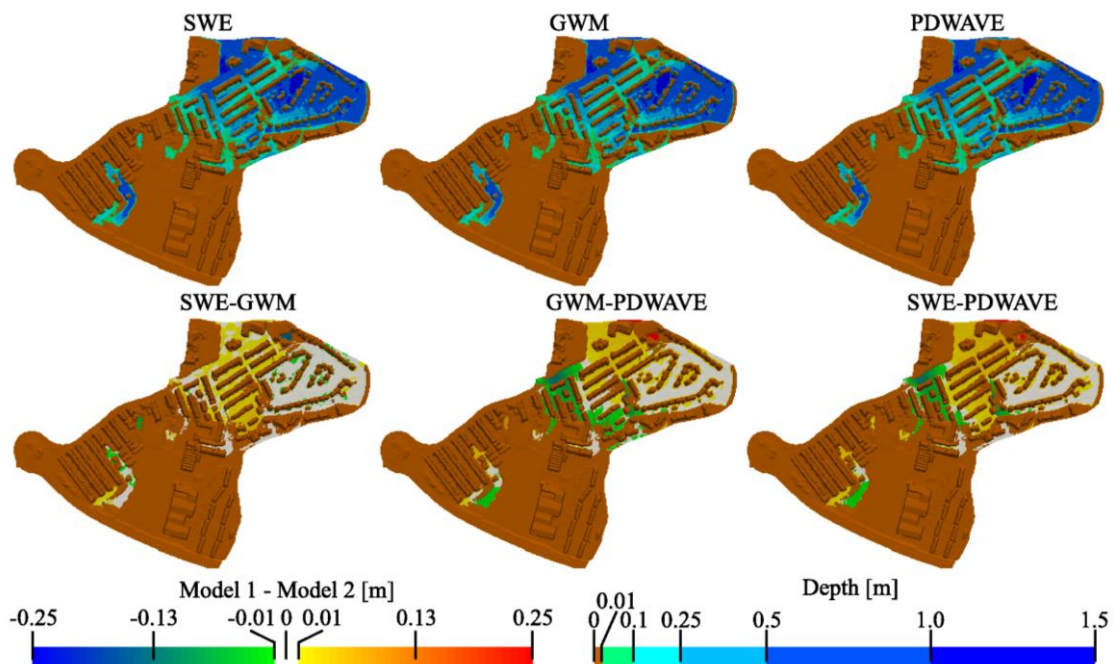 SWE GWM PDWAVE
SWE-GWM GWM-PDWAVE SWE-PDWAVE
Model 1 - Model 2 [m] Depth [m]
-0.25 -0.13 -0.01 0 0.01 0.13 0.25 0 0.01 0.1 0.25 0.5 1.0 1.5